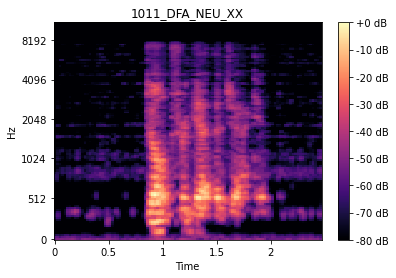 1011_DFA_NEU_XX
8192
4096
2048
1024
512
0
Hz
0
0.5
1
1.5
2
Time
+0 dB
-10 dB
-20 dB
-30 dB
-40 dB
-50 dB
-60 dB
-70 dB
-80 dB